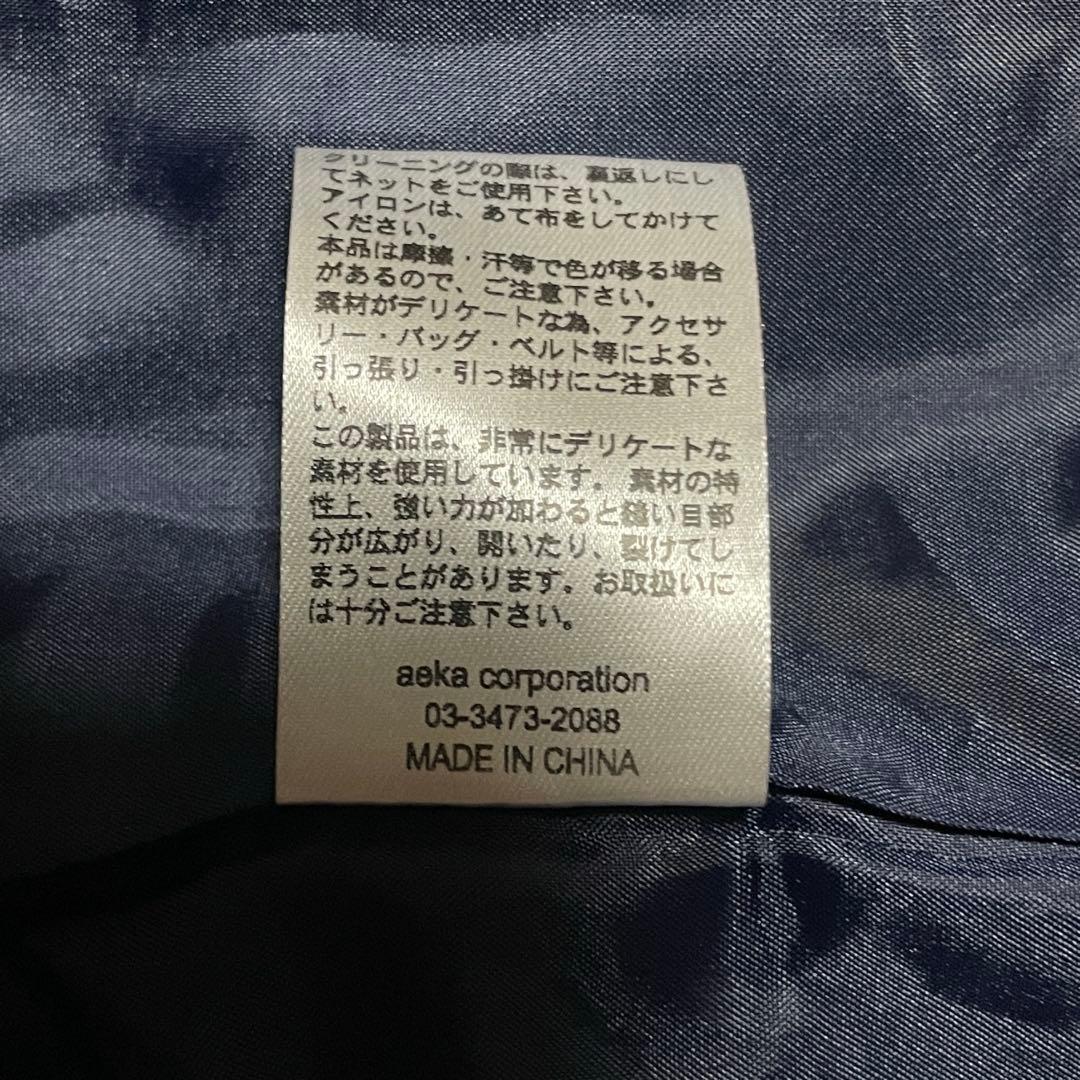 クリーニングの際は、裏返しにし
てネットをご使用下さい。
アイロンは、あて布をしてかけて
ください。
本品は摩擦・汗等で色が移る場合
があるので、ご注意下さい。
素材がデリケートな為、アクセサ
リー・バッグ・ベルト等による、
引っ張り・引っ掛けにご注意下さ
い。
この製品は、非常にデリケートな
素材を使用しています。素材の特
性上、強い力が加わると縫い目部
分が広がり、開いたり、裂けてし
まうことがあります。お取扱いに
は十分ご注意下さい。
aeka corporation
03-3473-2088
MADE IN CHINA